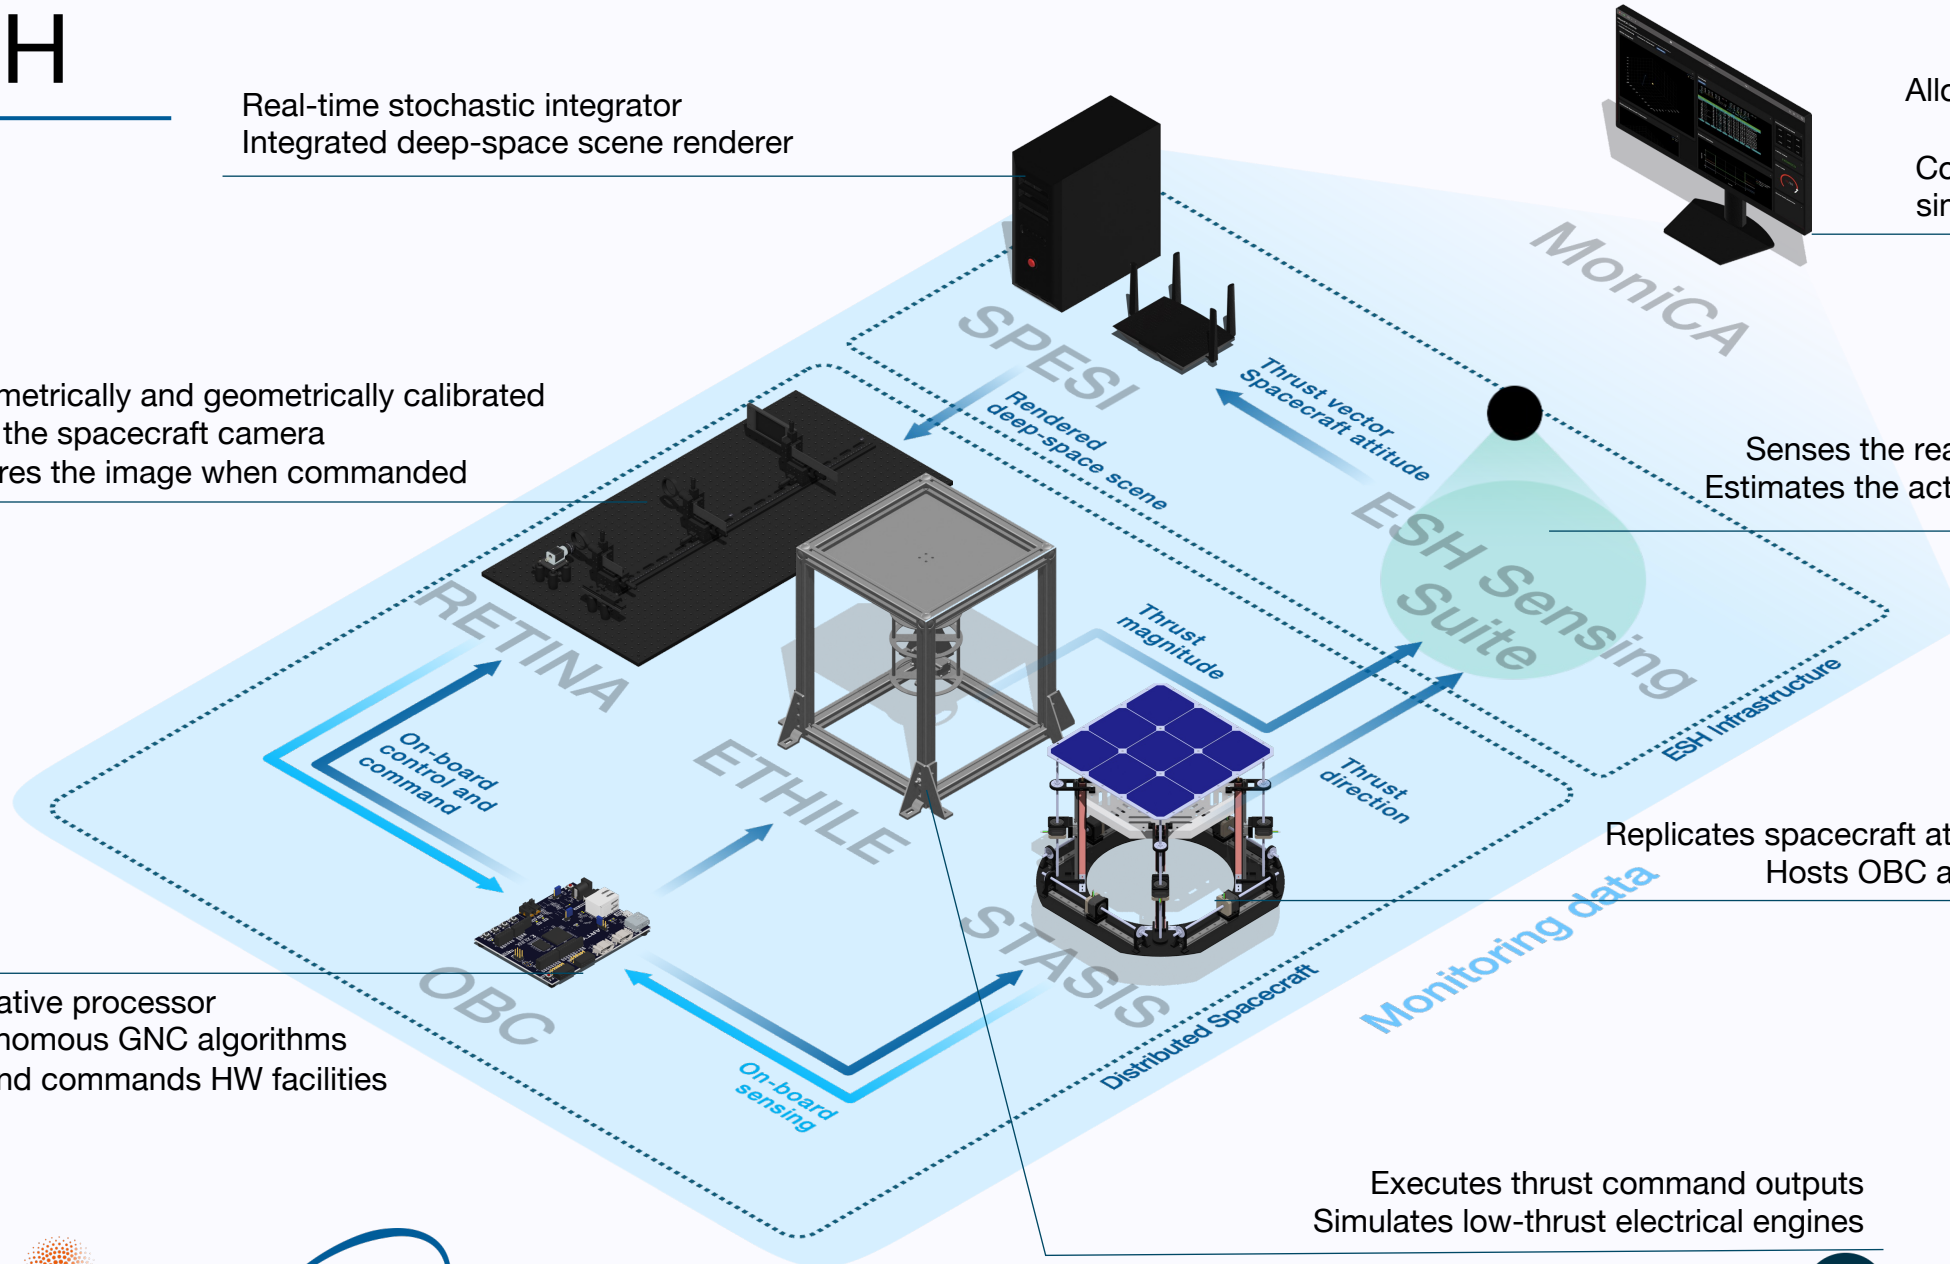 H
Real-time stochastic integrator
Integrated deep-space scene renderer
MoniCA
SPESI
Thrust vector
Spacecraft attitude
Rendered
deep-space scene
metrically and geometrically calibrated
the spacecraft camera
res the image when commanded
Senses the
Estimates the
ESH Sensing
Suite
RETINA
Thrust
magnitude
ESH Infrastructure
On-board
control and
command
ETHILE
Thrust
direction
Replicates spacecraft
Hosts OBC
Monitoring data
STASIS
OBC
Distributed Spacecraft
ative processor
nomous GNC algorithms
nd commands HW facilities
On-board
sensing
Executes thrust command outputs
Simulates low-thrust electrical engines